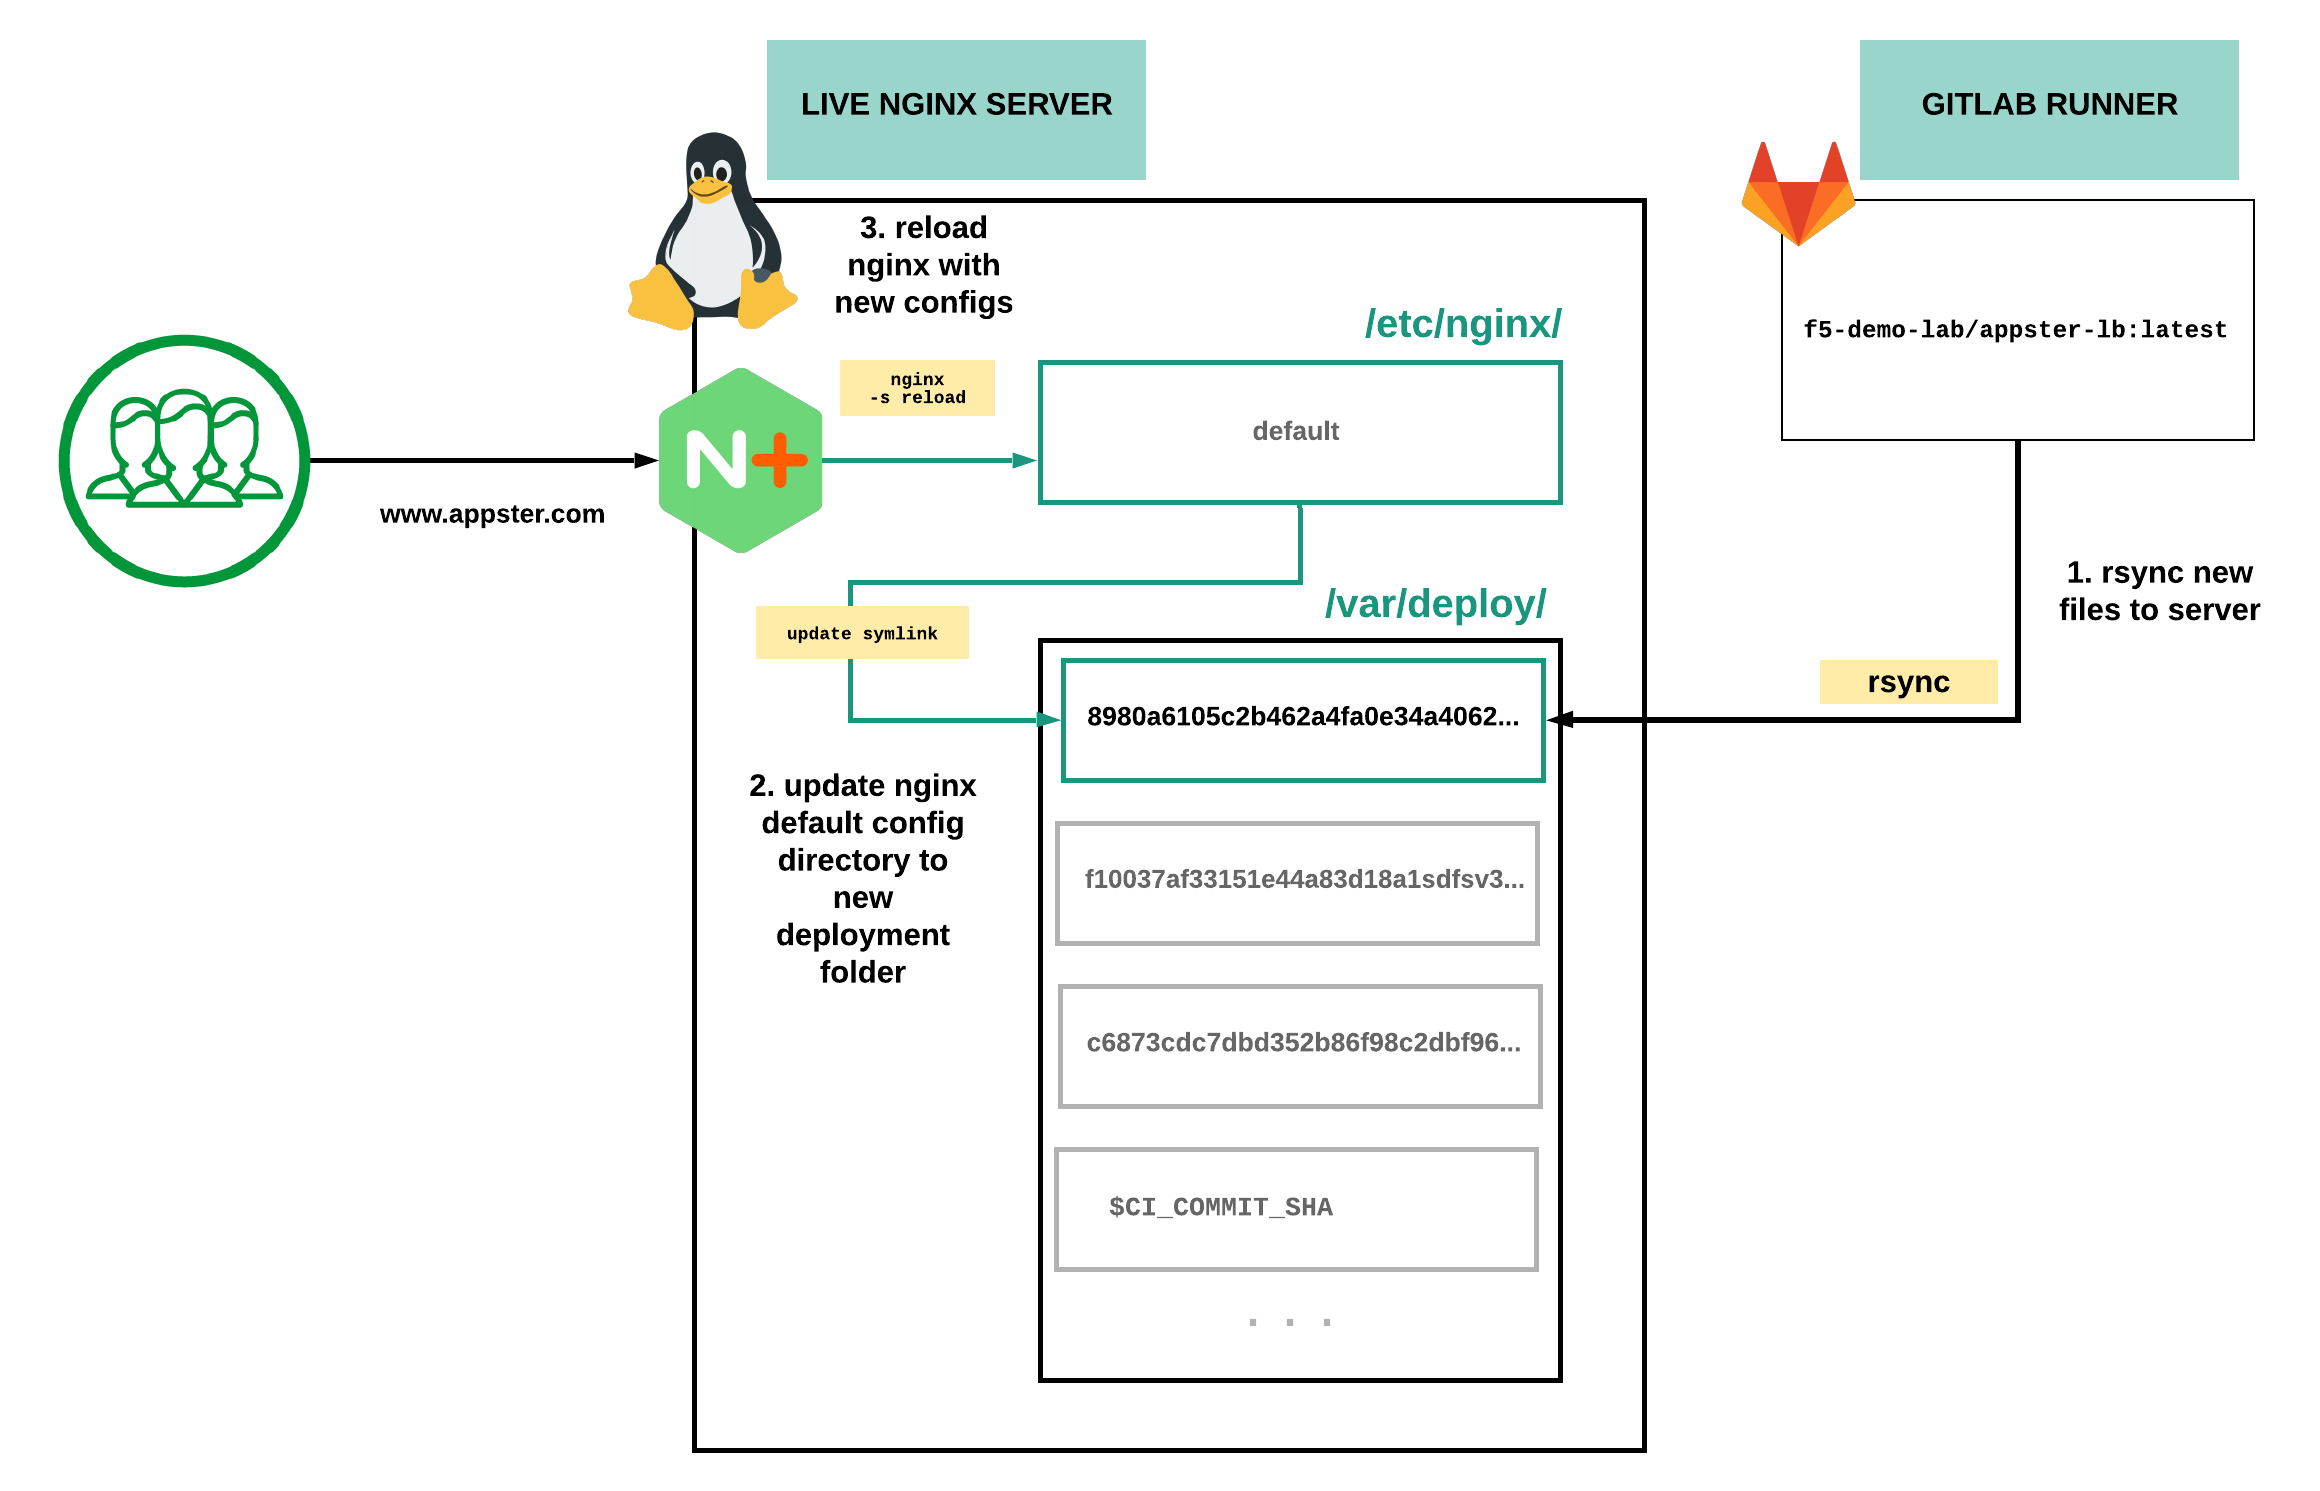 LIVE NGINX SERVER
GITLAB RUNNER
3. reload
nginx with
new configs
/etc/nginx/
f5-demo-lab/appster-lb:latest
nginx
-s reload
default
N+
www.appster.com
1. rsync new
files to server
/var/deploy/
update symlink
rsync
8980a6105c2b462a4fa0e34a4062...
2. update nginx
default config
directory to
new
deployment
folder
f10037af33151e44a83d18a1sdfsv3...
c6873cdc7dbd352b86f98c2dbf96...
$CI_COMMIT_SHA
. . .